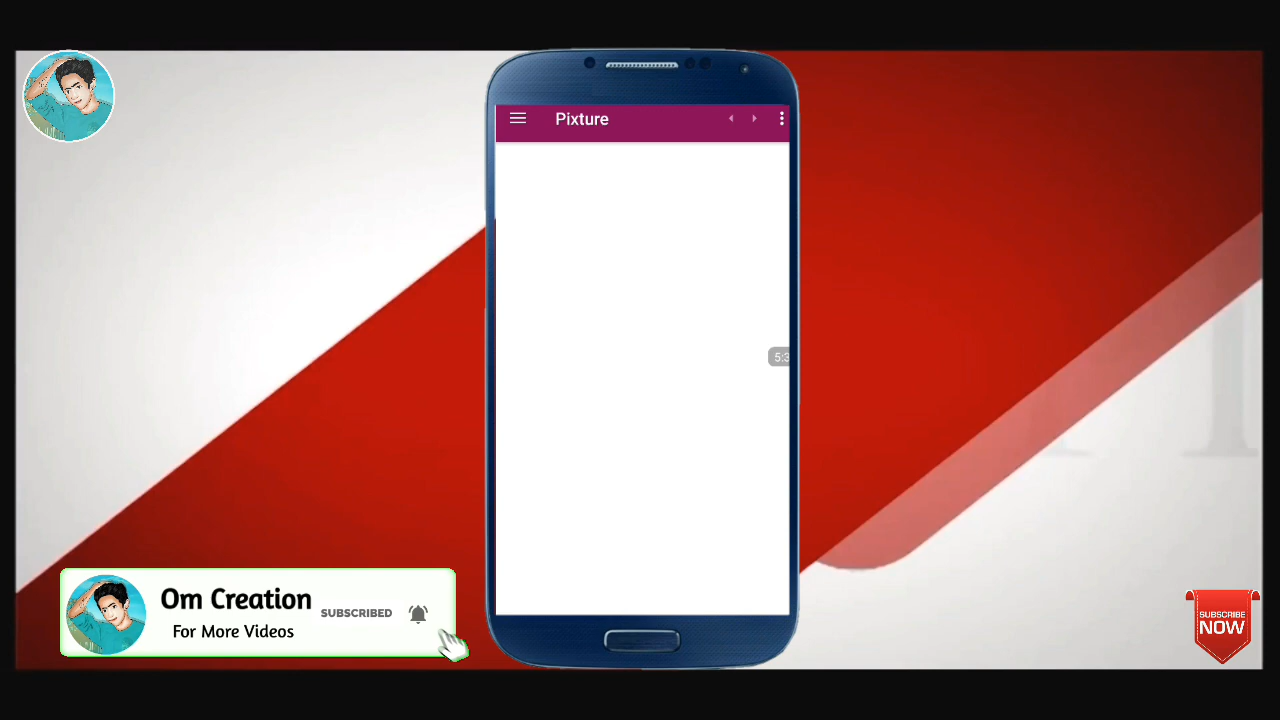 Pixture
5:3
Om Creation
SUBSCRIBED
For More Videos
SUBSCRIBE
NOW